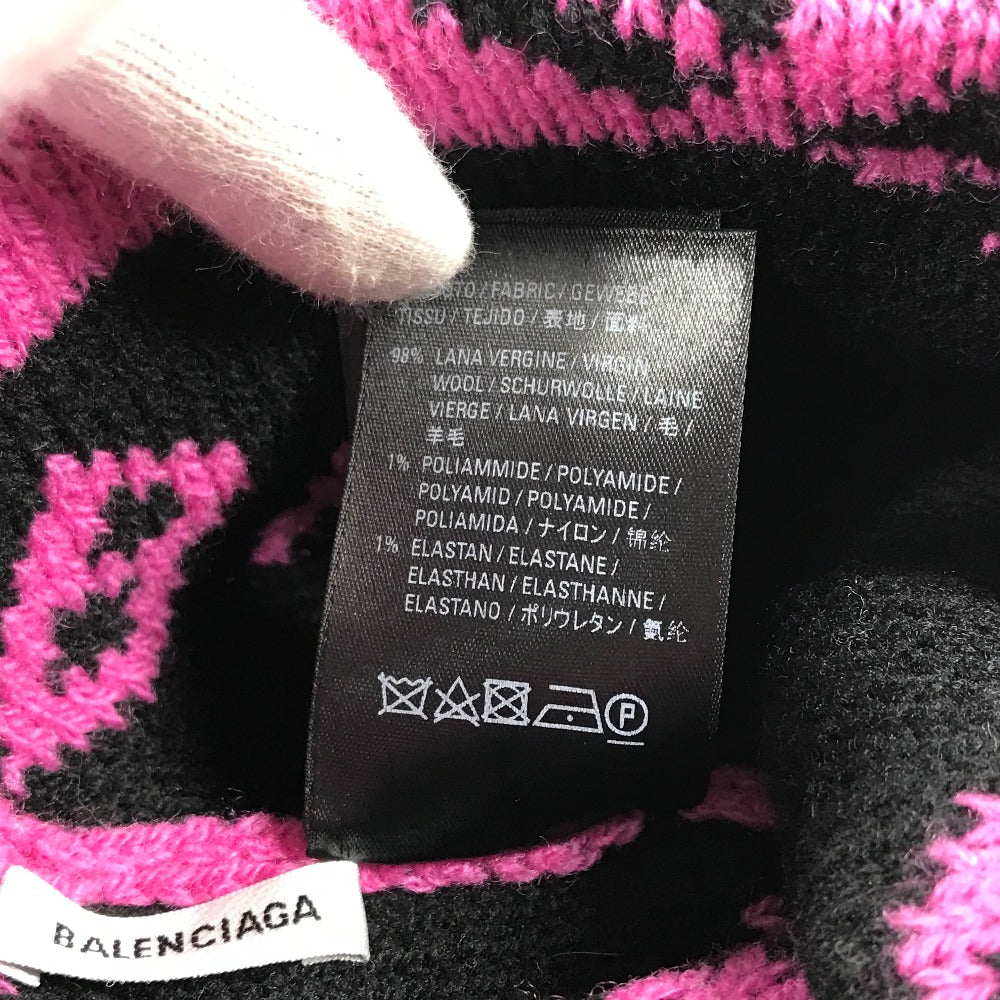 / FABRIC /
TISSU / TEJIDO / 表地 / 面料
98% LANA VERGINE / VIRGIN
WOOL / SCHURWOLLE / LAINE
VIERGE / LANA VIRGEN / 毛 /
羊毛
1% POLIAMMIDE / POLYAMIDE /
POLYAMID / POLYAMIDE /
POLIAMIDA / ナイロン / 锦纶
1% ELASTAN / ELASTANE /
ELASTHAN / ELASTHANNE /
ELASTANO / ポリウレタン / 氨纶
P
BALENCIAGA